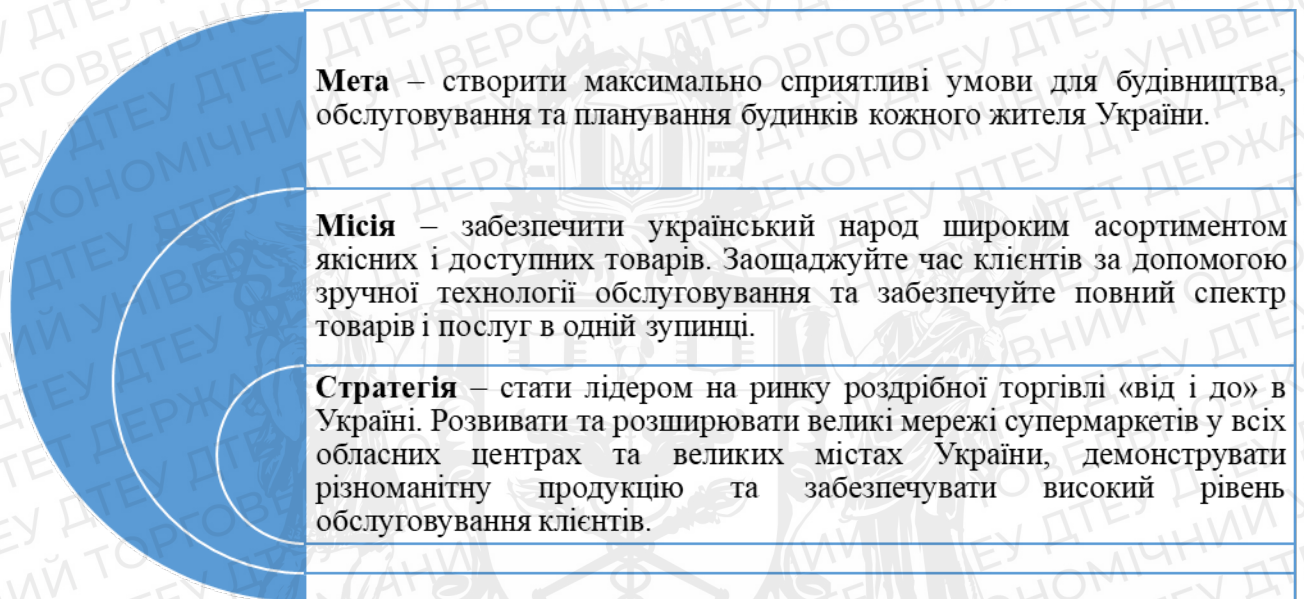 Мета – створити максимально сприятливі умови для будівництва,
обслуговування та планування будинків кожного жителя України.
Місія – забезпечити український народ широким асортиментом
якісних і доступних товарів. Заощаджуйте час клієнтів за допомогою
зручної технології обслуговування та забезпечуйте повний спектр
товарів і послуг в одній зупинці.
Стратегія – стати лідером на ринку роздрібної торгівлі «від і до» в
Україні. Розвивати та розширювати великі мережі супермаркетів у всіх
обласних центрах та великих містах України, демонструвати
різноманітну продукцію та забезпечувати високий рівень
обслуговування клієнтів.